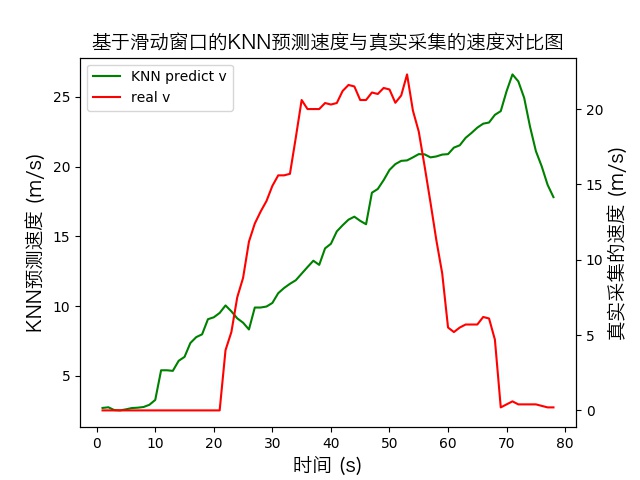 基于滑动窗口的KNN预测速度与真实采集的速度对比图
KNN predict v
real v
KNN预测速度 (m/s)
25
20
15
10
5
真实采集的速度 (m/s)
20
15
10
5
0
0 10 20 30 40 50 60 70 80
时间 (s)